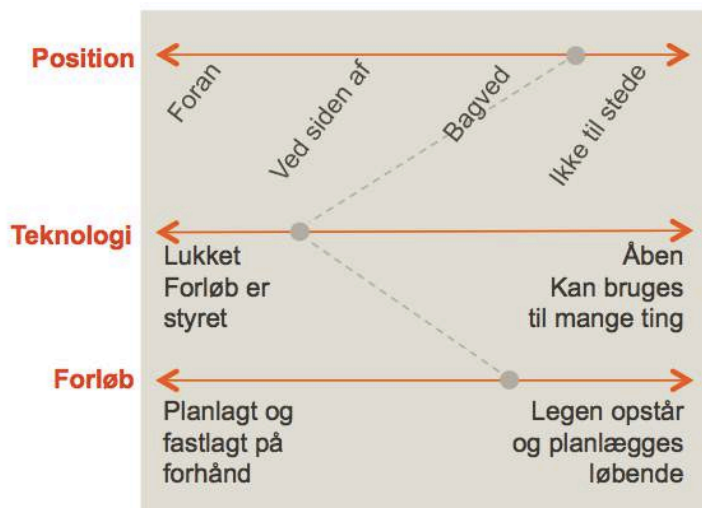 Position
Foran
Ved siden af
Bagved
Ikke til stede
Teknologi
Lukket
Forløb er
styret
Åben
Kan bruges
til mange ting
Forløb
Planlagt og
fastlagt på
forhånd
Legen opstår
og planlægges
løbende